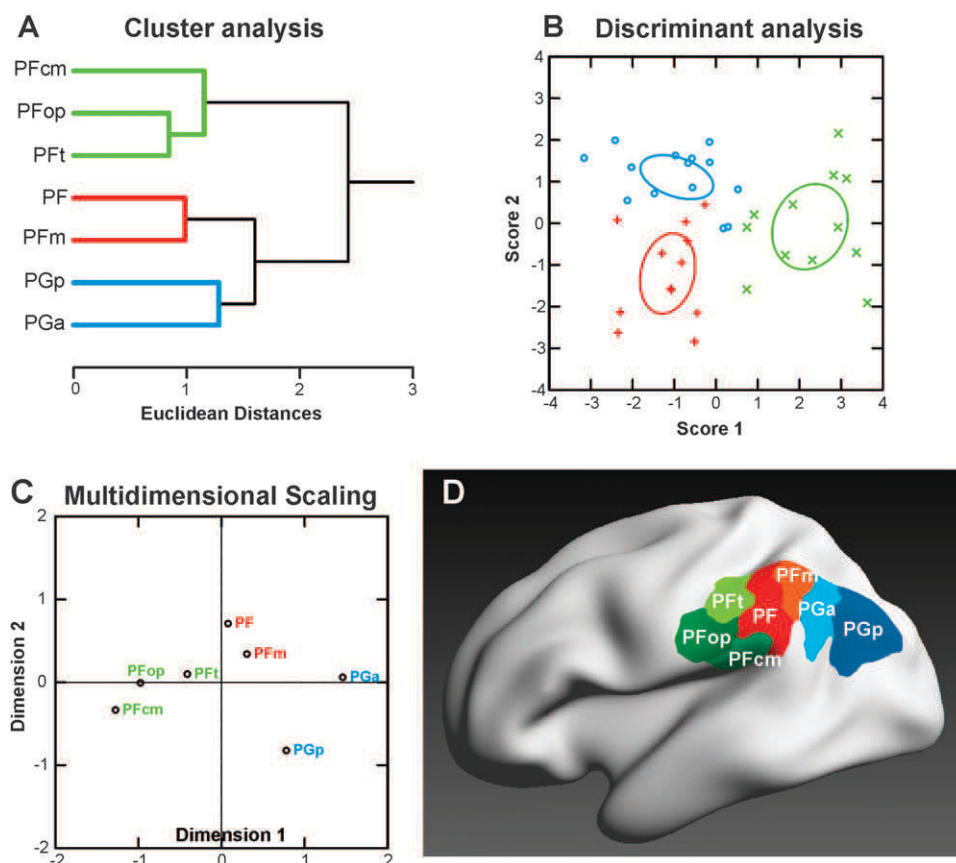 A Cluster analysis
PFcm
PFop
PFt
PF
PFm
PGp
PGa
0 1 2 3
Euclidean Distances
B Discriminant analysis
4
3
2
1
0
-1
-2
-3
-4
Score 2
-4 -3 -2 -1 0 1 2 3 4
Score 1
C Multidimensional Scaling
2
1
0
-1
-2
Dimension 2
PF
PFm
PFop
PFt
PGa
PFcm
PGp
Dimension 1
-2 -1 0 1 2
D
PFm
PFt
PF
PGa
PGp
PFop
PFcm